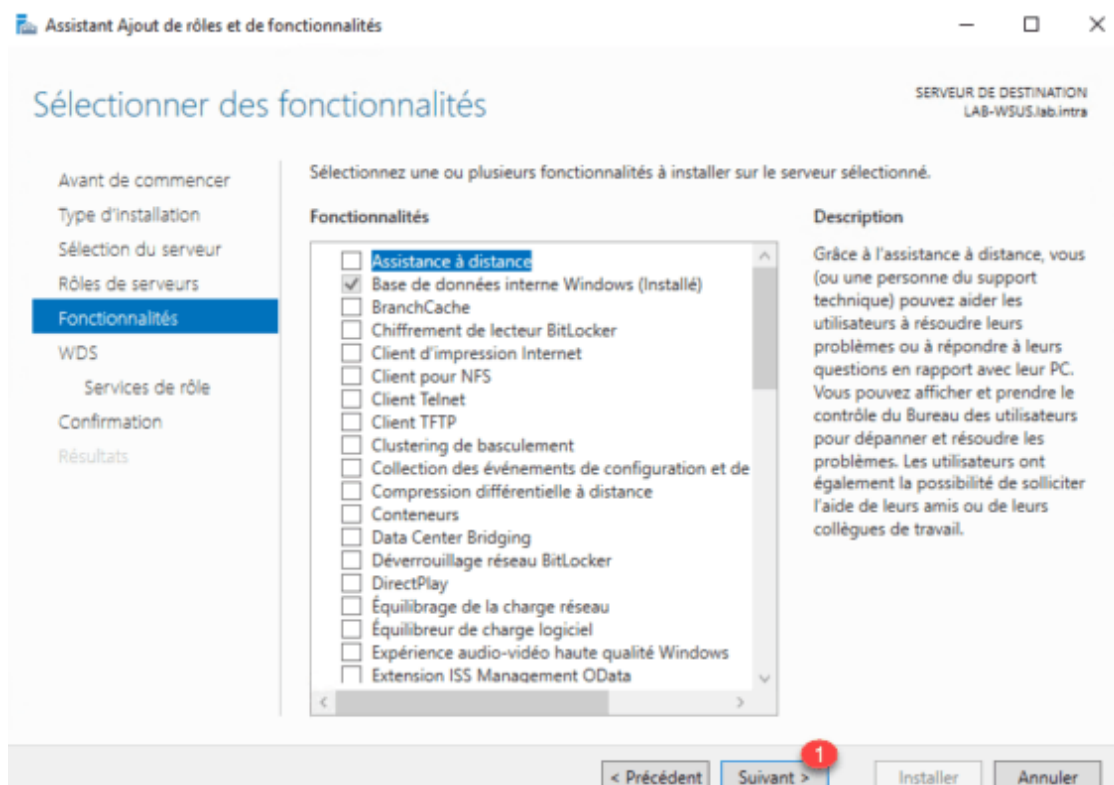 Assistant Ajout de rôles et de fonctionnalités
Sélectionner des fonctionnalités
SERVEUR DE DESTINATION
LAB-WSUS.lab.intra
Avant de commencer
Type d'installation
Sélection du serveur
Rôles de serveurs
Fonctionnalités
WDS
Services de rôle
Confirmation
Résultats
Sélectionnez une ou plusieurs fonctionnalités à installer sur le serveur sélectionné.
Fonctionnalités
Assistance à distance
Base de données interne Windows (Installé)
BranchCache
Chiffrement de lecteur BitLocker
Client d'impression Internet
Client pour NFS
Client Telnet
Client TFTP
Clustering de basculement
Collection des événements de configuration et de
Compression différentielle à distance
Conteneurs
Data Center Bridging
Déverrouillage réseau BitLocker
DirectPlay
Équilibrage de la charge réseau
Équilibreur de charge logiciel
Expérience audio-vidéo haute qualité Windows
Extension ISS Management OData
Description
Grâce à l'assistance à distance, vous
(ou une personne du support
technique) pouvez aider les
utilisateurs à résoudre leurs
problèmes ou à répondre à leurs
questions en rapport avec leur PC.
Vous pouvez afficher et prendre le
contrôle du Bureau des utilisateurs
pour dépanner et résoudre les
problèmes. Les utilisateurs ont
également la possibilité de solliciter
l'aide de leurs amis ou de leurs
collègues de travail.
1
< Précédent
Suivant >
Installer
Annuler